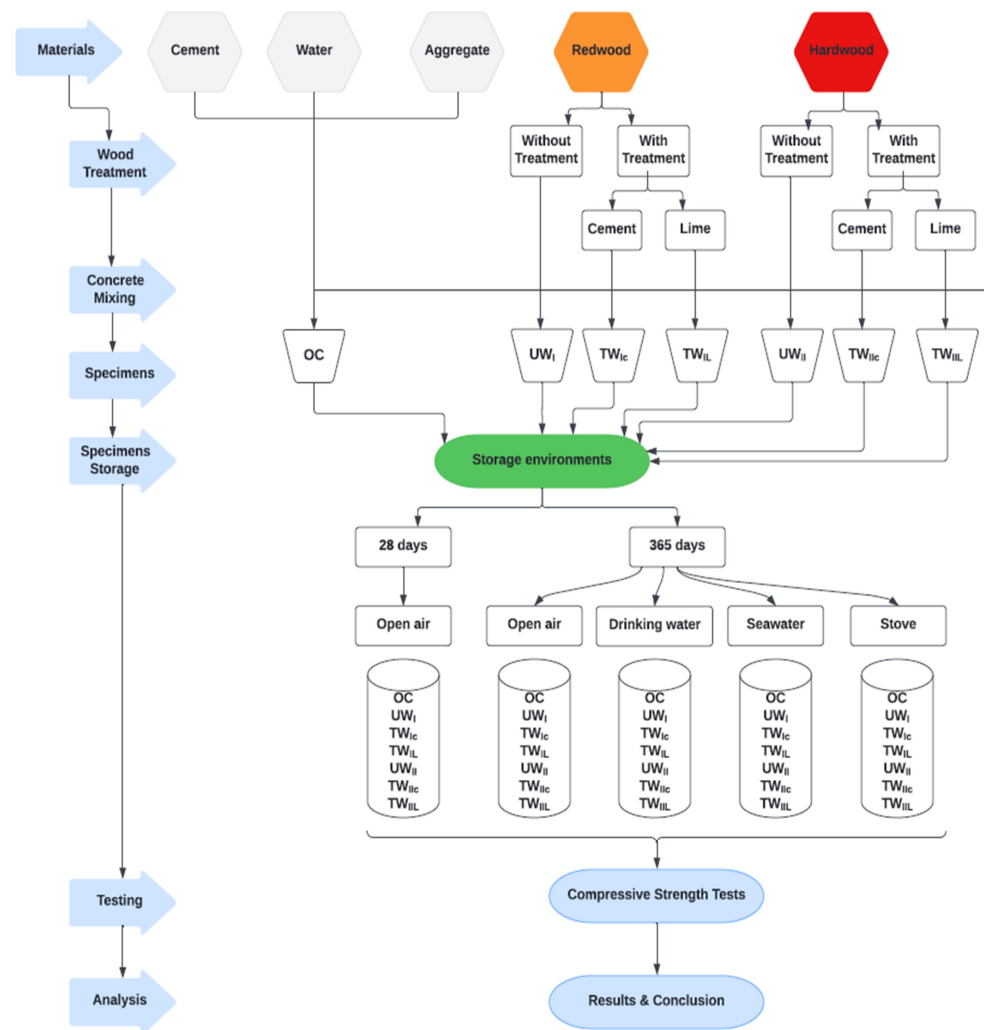 Materials
Cement
Water
Aggregate
Redwood
Hardwood
Wood
Treatment
Without
Treatment
With
Treatment
Without
Treatment
With
Treatment
Cement
Lime
Cement
Lime
Concrete
Mixing
Specimens
OC
UWI
TWIc
TWIL
UWII
TWIIc
TWIIL
Specimens
Storage
Storage environments
28 days
365 days
Open air
Open air
Drinking water
Seawater
Stove
OC
UWI
TWIc
TWIL
UWII
TWIIc
TWIIL
OC
UWI
TWIc
TWIL
UWII
TWIIc
TWIIL
OC
UWI
TWIc
TWIL
UWII
TWIIc
TWIIL
OC
UWI
TWIc
TWIL
UWII
TWIIc
TWIIL
OC
UWI
TWIc
TWIL
UWII
TWIIc
TWIIL
Testing
Compressive Strength Tests
Analysis
Results & Conclusion